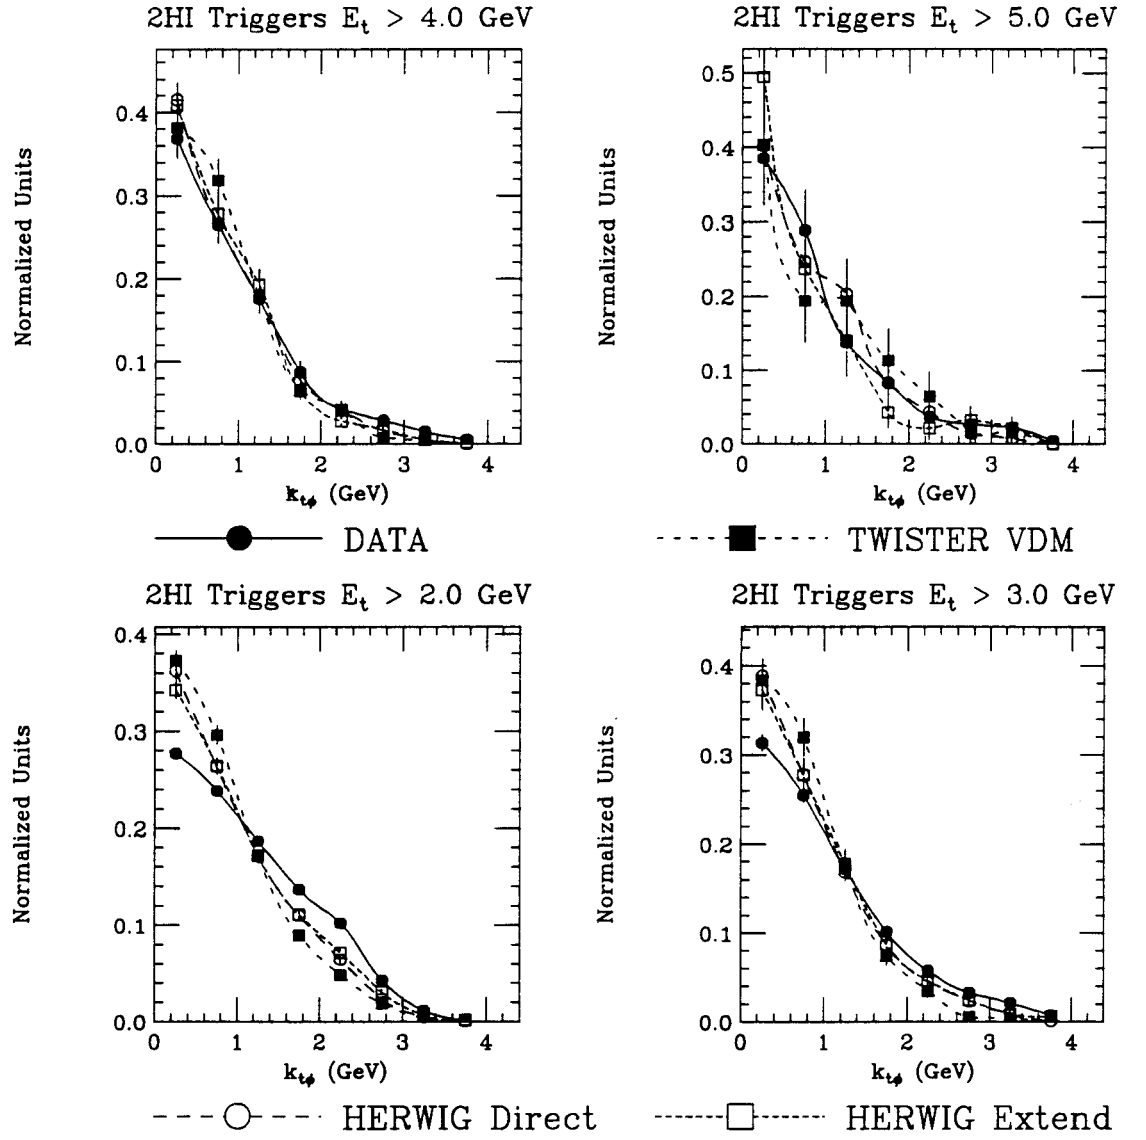 2HI Triggers E_t > 4.0 GeV
2HI Triggers E_t > 5.0 GeV
Normalized Units
0.4
0.3
0.2
0.1
0.0
0 1 2 3 4
k_tφ (GeV)
Normalized Units
0.5
0.4
0.3
0.2
0.1
0.0
0 1 2 3 4
k_tφ (GeV)
DATA
TWISTER VDM
2HI Triggers E_t > 2.0 GeV
2HI Triggers E_t > 3.0 GeV
Normalized Units
0.4
0.3
0.2
0.1
0.0
0 1 2 3 4
k_tφ (GeV)
Normalized Units
0.4
0.3
0.2
0.1
0.0
0 1 2 3 4
k_tφ (GeV)
HERWIG Direct
HERWIG Extend